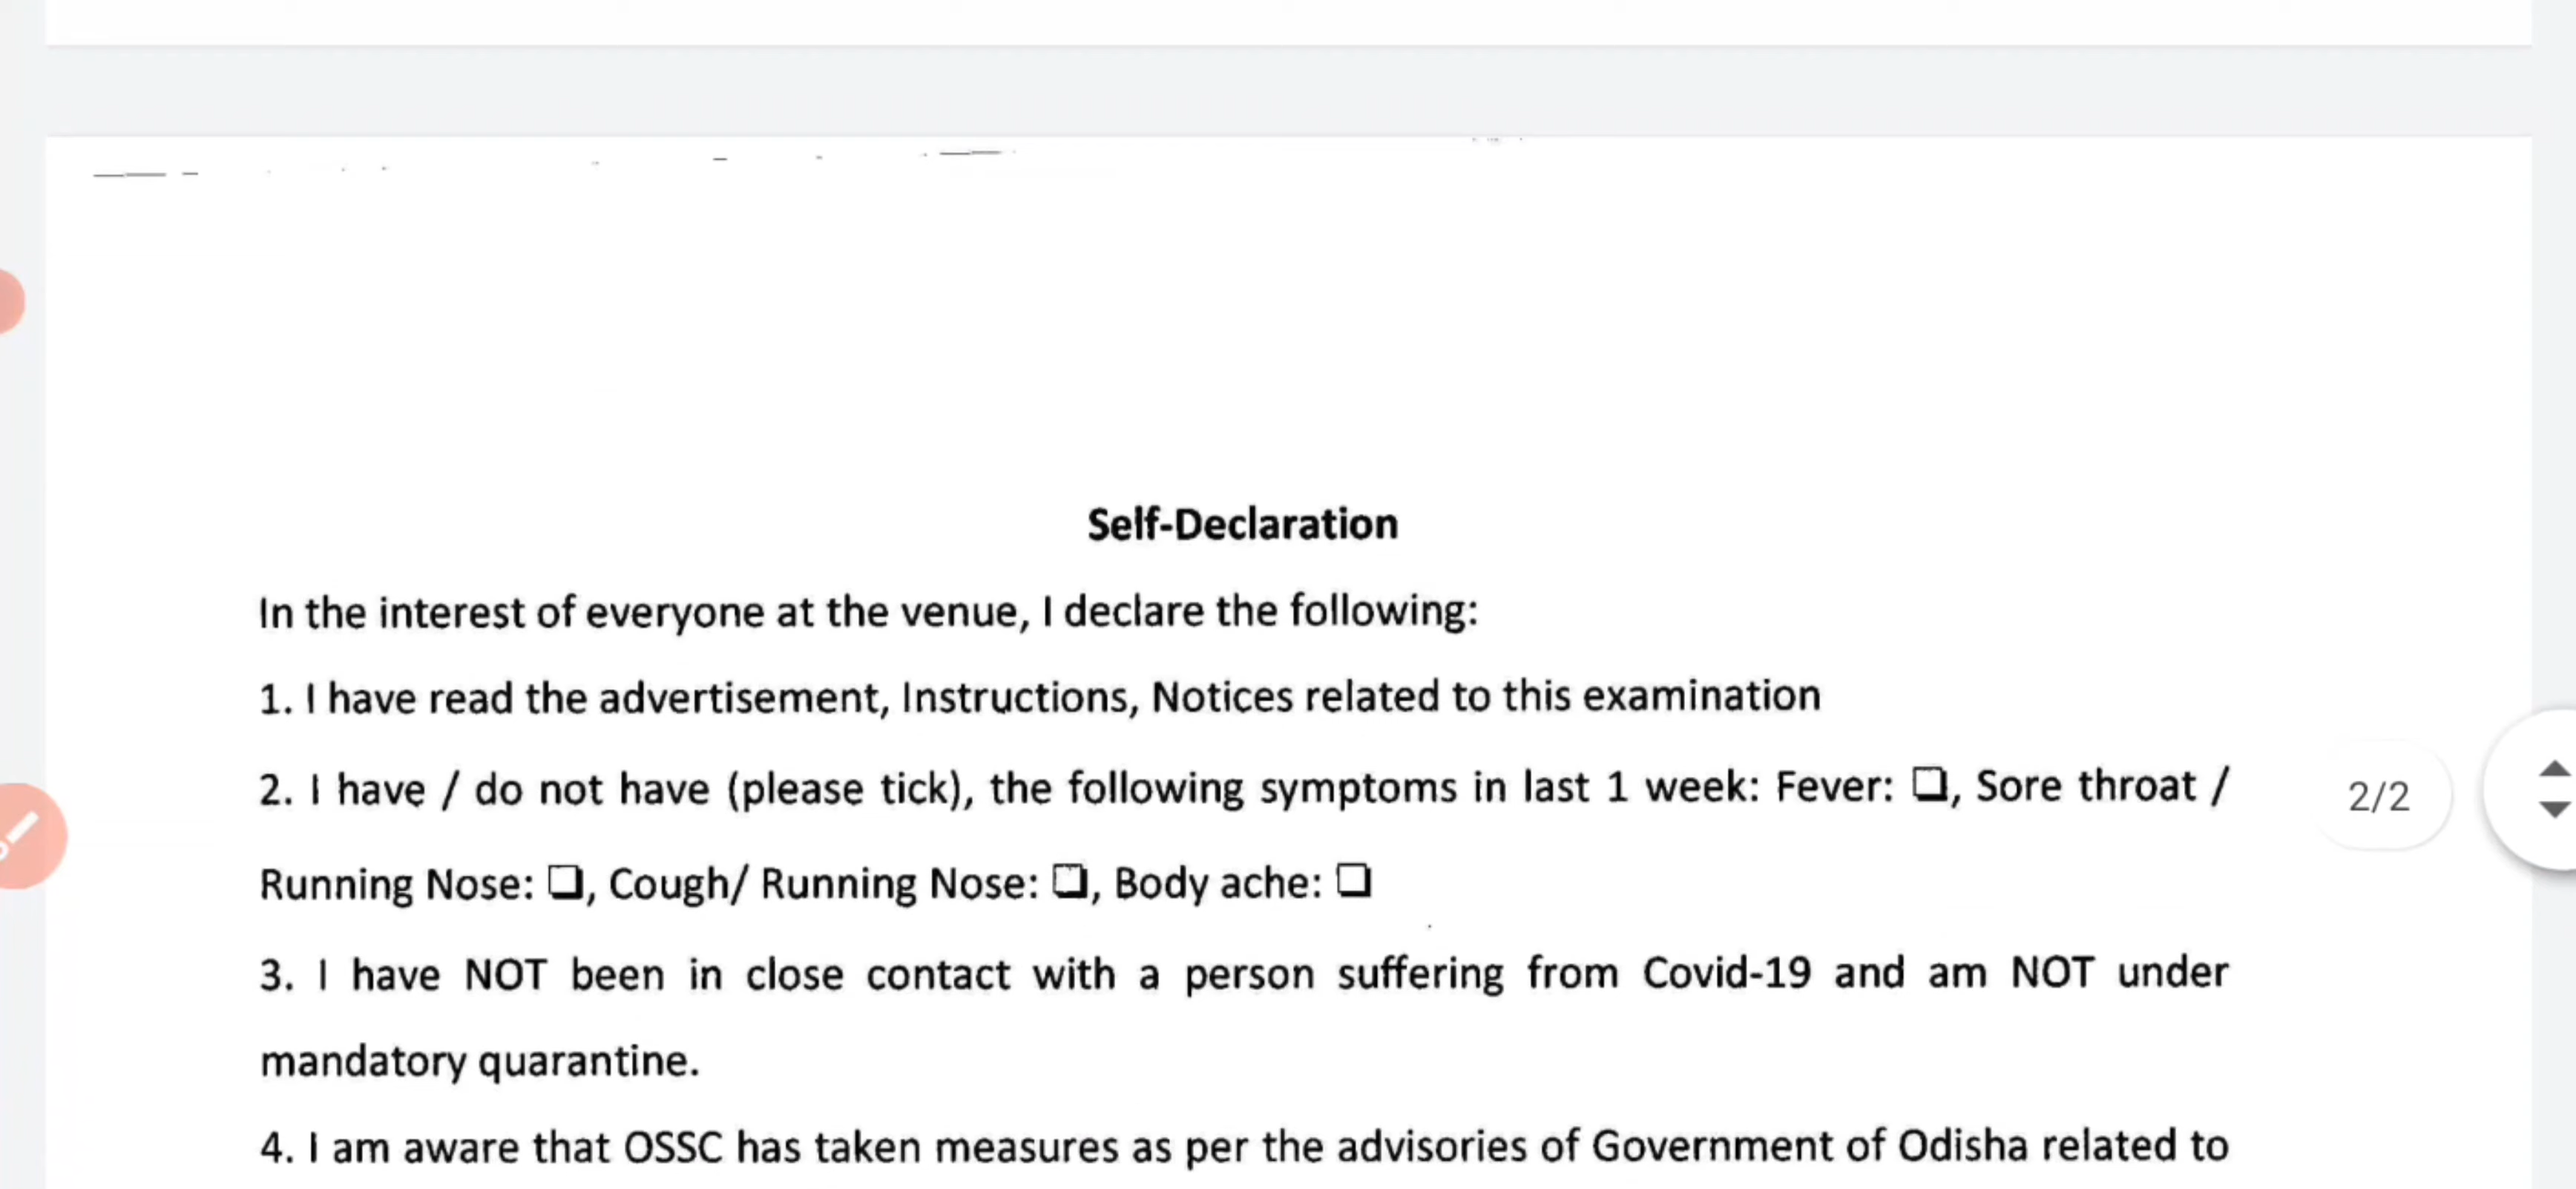 Self-Declaration
In the interest of everyone at the venue, I declare the following:
1. I have read the advertisement, Instructions, Notices related to this examination
2. I have / do not have (please tick), the following symptoms in last 1 week: Fever: ❑, Sore throat /
2/2
Running Nose: ❑, Cough/ Running Nose: ❑, Body ache: ❑
3. I have NOT been in close contact with a person suffering from Covid-19 and am NOT under
mandatory quarantine.
4. I am aware that OSSC has taken measures as per the advisories of Government of Odisha related to